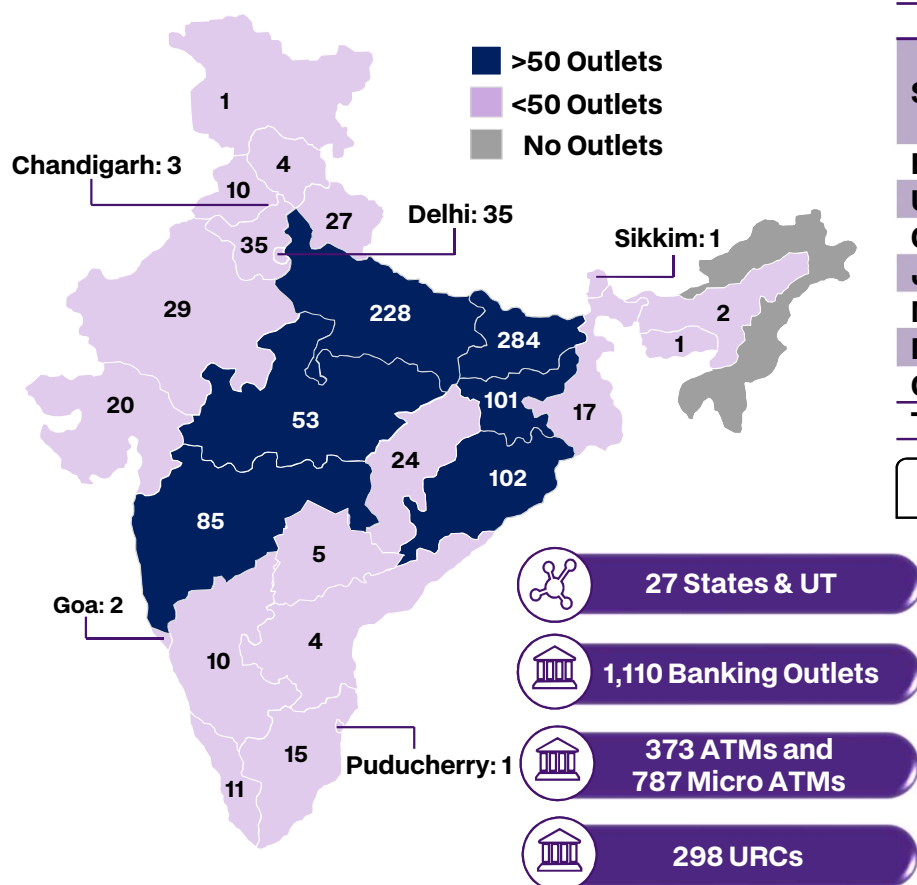 >50 Outlets
<50 Outlets
No Outlets
1
Chandigarh: 3
4
10
27
Delhi: 35
35
Sikkim: 1
29
228
284
2
1
20
53
101
17
24
102
85
5
Goa: 2
10
4
15
Puducherry: 1
11
27 States & UT
1,110 Banking Outlets
373 ATMs and
787 Micro ATMs
298 URCs